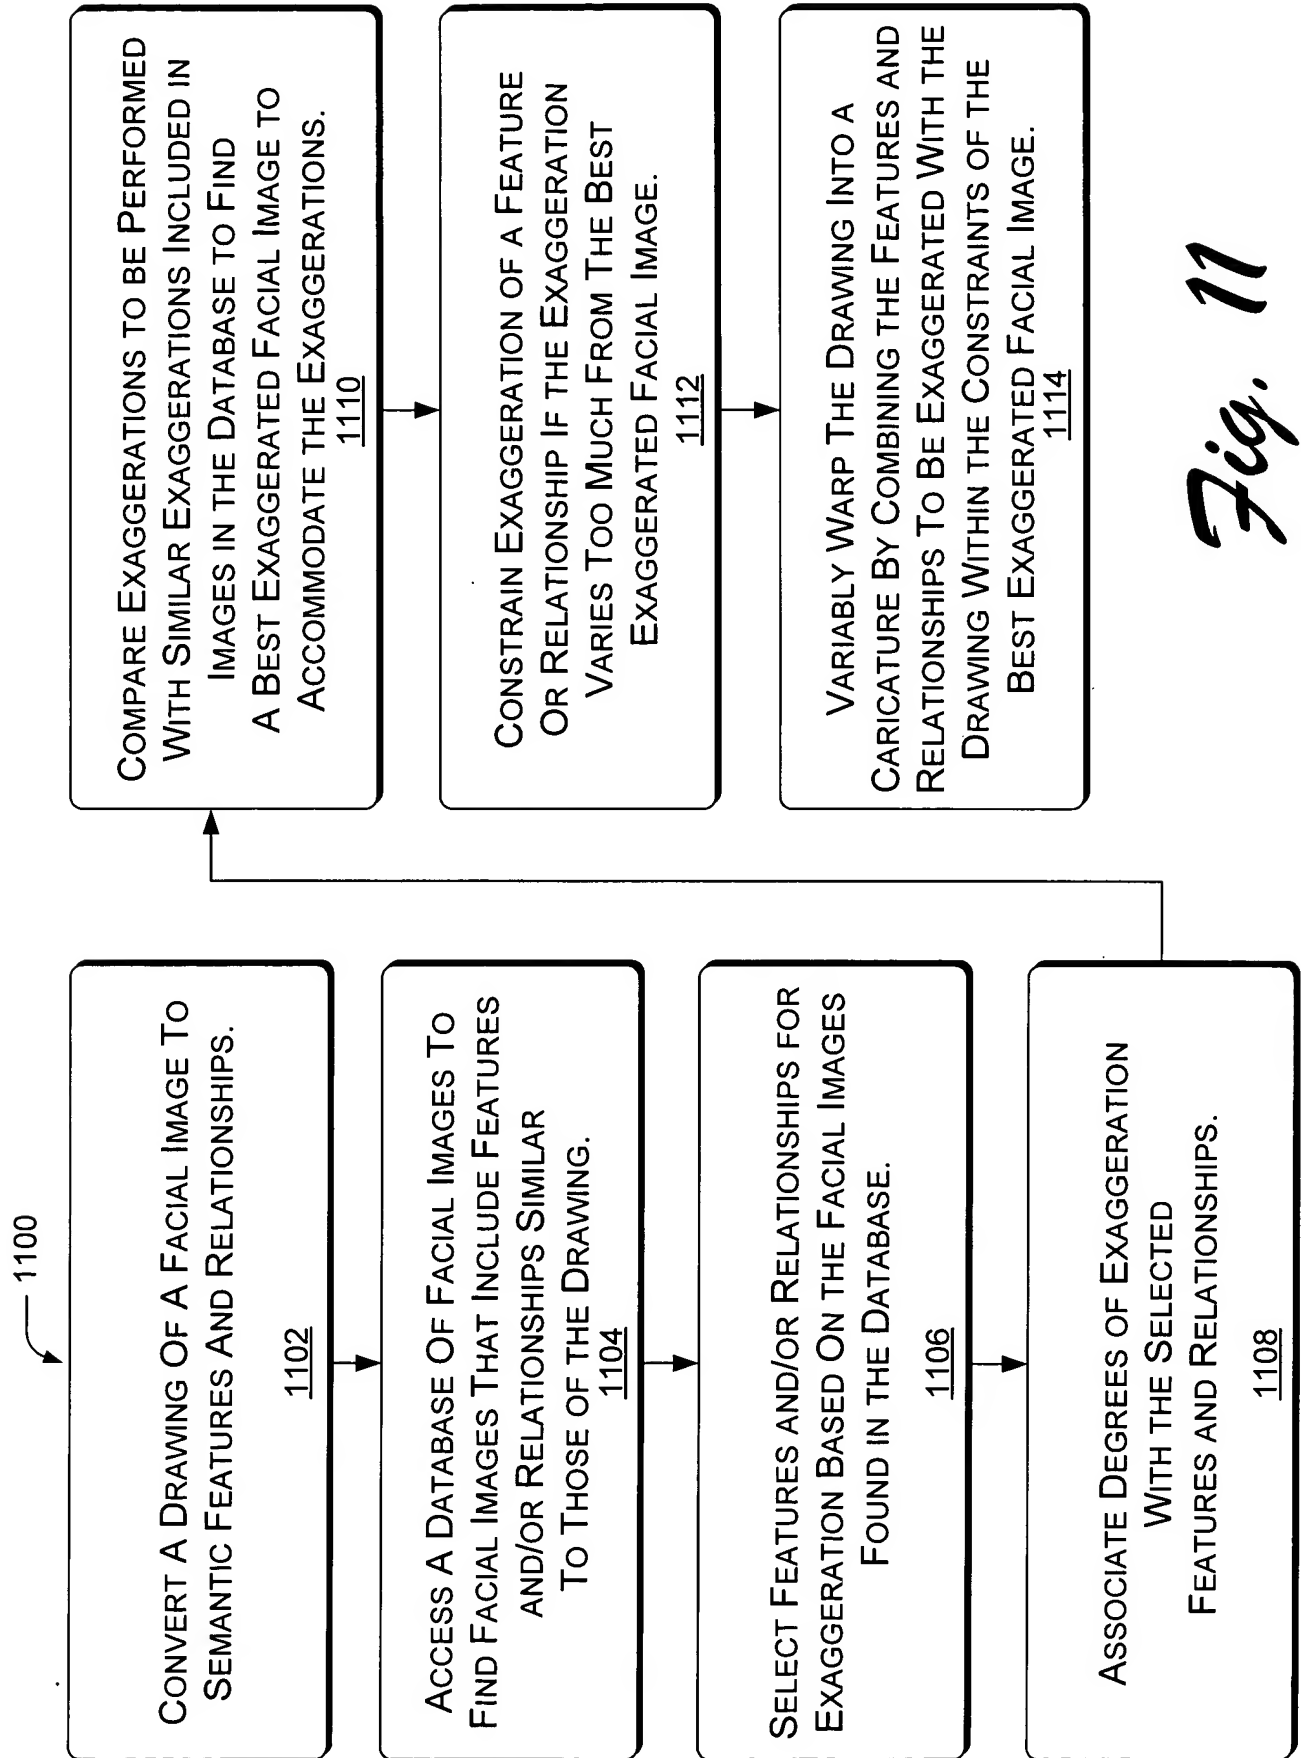 1100
CONVERT A DRAWING OF A FACIAL IMAGE TO
SEMANTIC FEATURES AND RELATIONSHIPS.
1102
ACCESS A DATABASE OF FACIAL IMAGES TO
FIND FACIAL IMAGES THAT INCLUDE FEATURES
AND/OR RELATIONSHIPS SIMILAR
TO THOSE OF THE DRAWING.
1104
SELECT FEATURES AND/OR RELATIONSHIPS FOR
EXAGGERATION BASED ON THE FACIAL IMAGES
FOUND IN THE DATABASE.
1106
ASSOCIATE DEGREES OF EXAGGERATION
WITH THE SELECTED
FEATURES AND RELATIONSHIPS.
1108
COMPARE EXAGGERATIONS TO BE PERFORMED
WITH SIMILAR EXAGGERATIONS INCLUDED IN
IMAGES IN THE DATABASE TO FIND
A BEST EXAGGERATED FACIAL IMAGE TO
ACCOMMODATE THE EXAGGERATIONS.
1110
CONSTRAIN EXAGGERATION OF A FEATURE
OR RELATIONSHIP IF THE EXAGGERATION
VARIES TOO MUCH FROM THE BEST
EXAGGERATED FACIAL IMAGE.
1112
VARIABLY WARP THE DRAWING INTO A
CARICATURE BY COMBINING THE FEATURES AND
RELATIONSHIPS TO BE EXAGGERATED WITH THE
DRAWING WITHIN THE CONSTRAINTS OF THE
BEST EXAGGERATED FACIAL IMAGE.
1114
Fig. 11